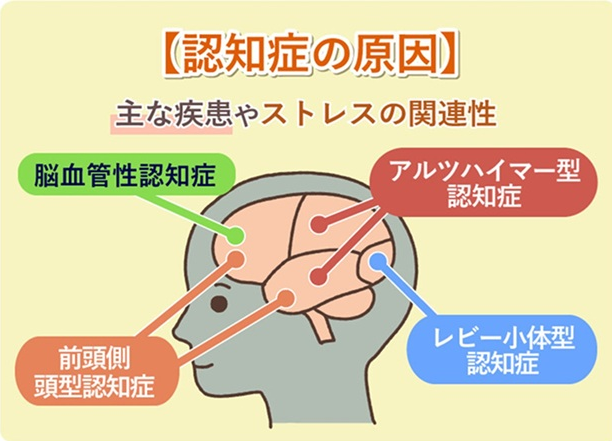 【認知症の原因】
主な疾患やストレスの関連性
脳血管性認知症
アルツハイマー型
認知症
前頭側
頭型認知症
レビー小体型
認知症